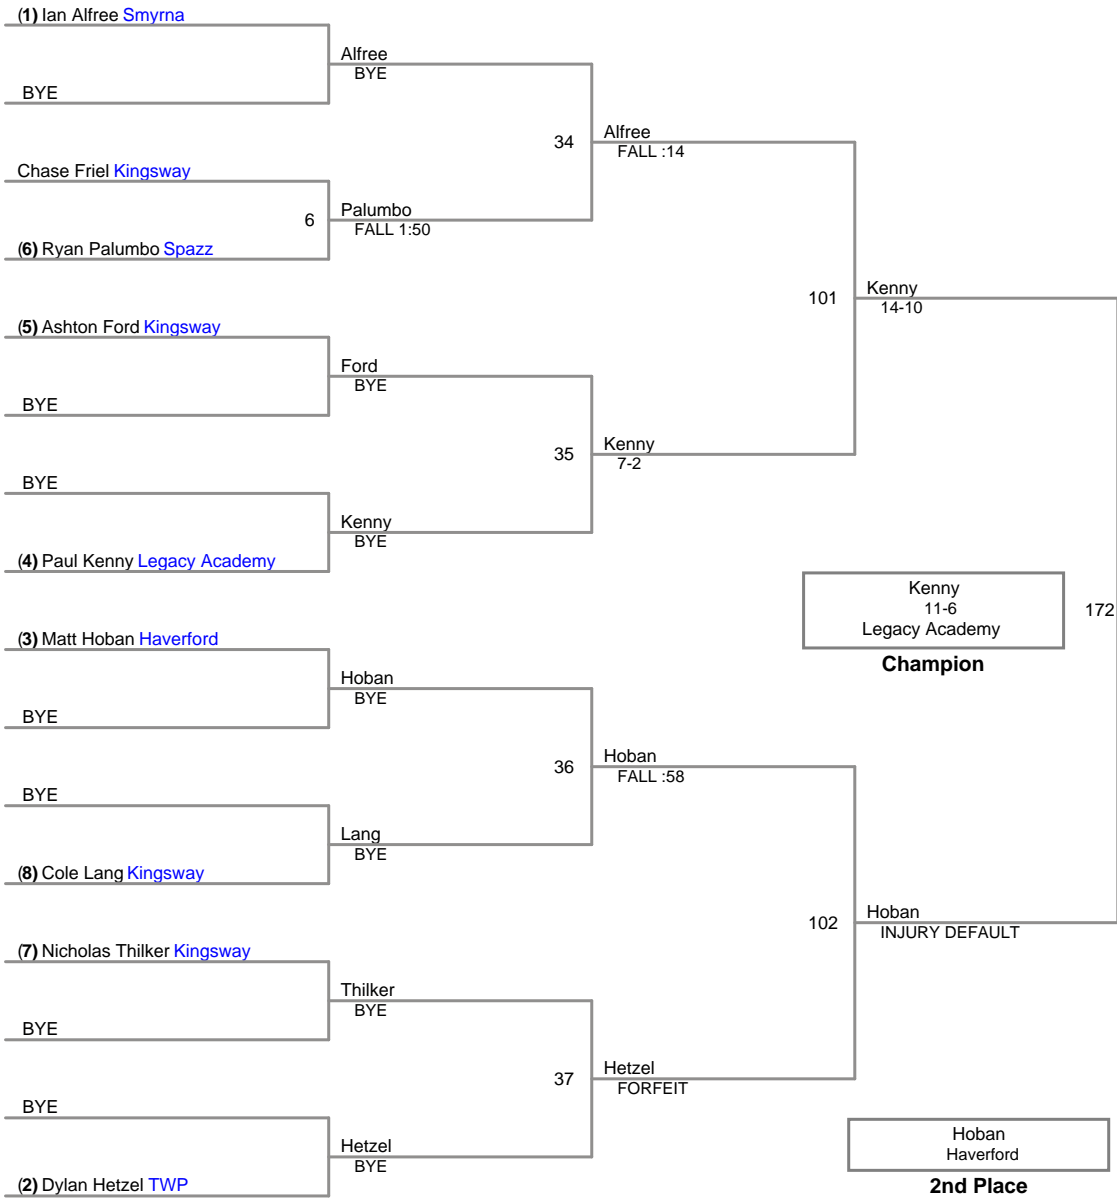 (1) Ian Alfree Smyrna
Alfree
BYE
BYE
34
Alfree
FALL :14
Chase Friel Kingsway
6
Palumbo
FALL 1:50
(6) Ryan Palumbo Spazz
101
Kenny
14-10
(5) Ashton Ford Kingsway
Ford
BYE
BYE
35
Kenny
7-2
BYE
Kenny
BYE
(4) Paul Kenny Legacy Academy
Kenny
11-6
Legacy Academy
172
Champion
(3) Matt Hoban Haverford
Hoban
BYE
BYE
36
Hoban
FALL :58
BYE
Lang
BYE
(8) Cole Lang Kingsway
102
Hoban
INJURY DEFAULT
(7) Nicholas Thilker Kingsway
Thilker
BYE
BYE
37
Hetzel
FORFEIT
BYE
Hetzel
BYE
(2) Dylan Hetzel TWP
Hoban
Haverford
2nd Place